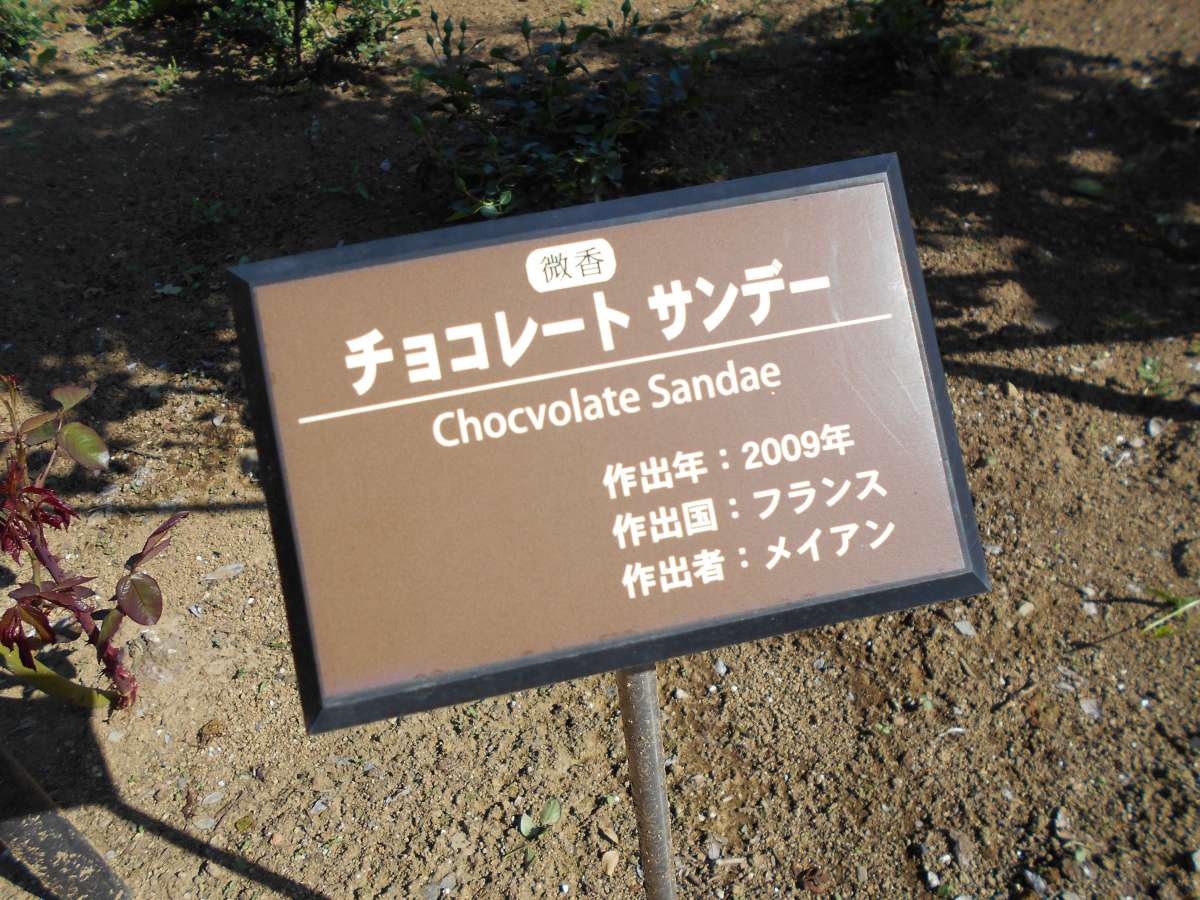 微香
チョコレート サンデー
Chocvolate Sandae
作出年：2009年
作出国：フランス
作出者：メイアン